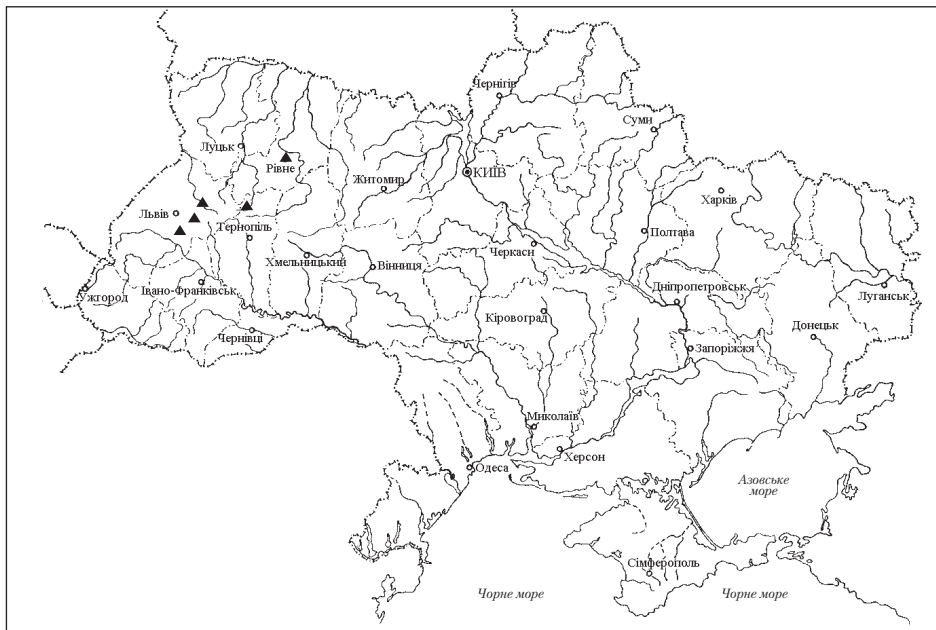 Чернігів
Суми
Луцьк
Рівне
КИЇВ
Житомир
Харків
Львів
Тернопіль
Полтава
Черкаси
Хмельницький
Вінниця
Івано-Франківськ
Ужгород
Дніпропетровськ
Луганськ
Кіровоград
Донецьк
Чернівці
Запоріжжя
Миколаїв
Херсон
Одеса
Азовське
море
Сімферополь
Чорне море
Чорне море